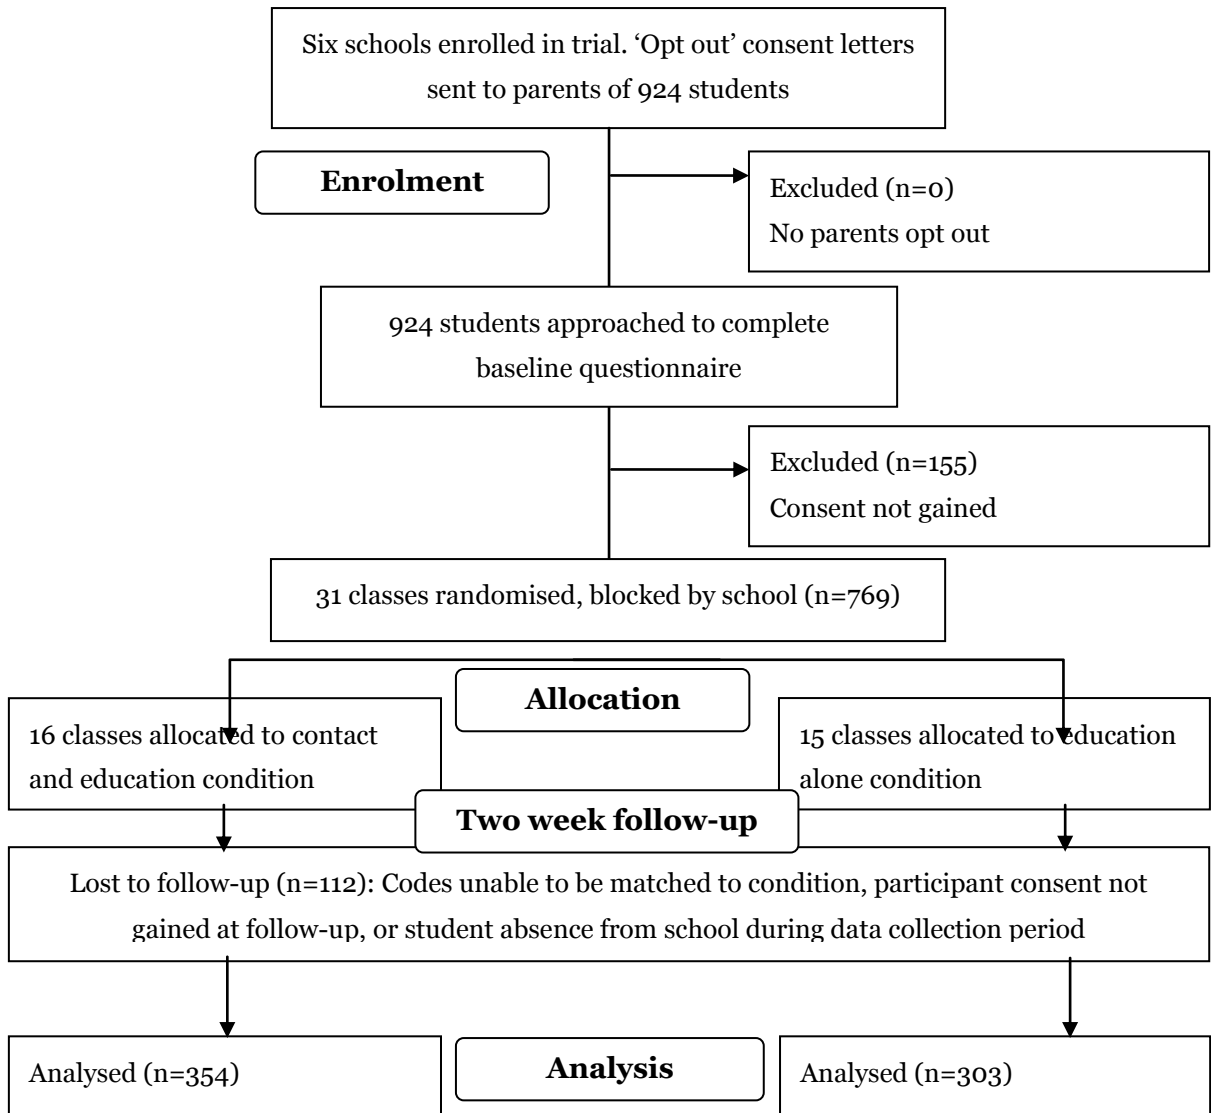 Six schools enrolled in trial. ‘Opt out’ consent letters
sent to parents of 924 students
Enrolment
Excluded (n=0)
No parents opt out
924 students approached to complete
baseline questionnaire
Excluded (n=155)
Consent not gained
31 classes randomised, blocked by school (n=769)
Allocation
16 classes allocated to contact
and education condition
15 classes allocated to education
alone condition
Two week follow-up
Lost to follow-up (n=112): Codes unable to be matched to condition, participant consent not
gained at follow-up, or student absence from school during data collection period
Analysed (n=354)
Analysis
Analysed (n=303)